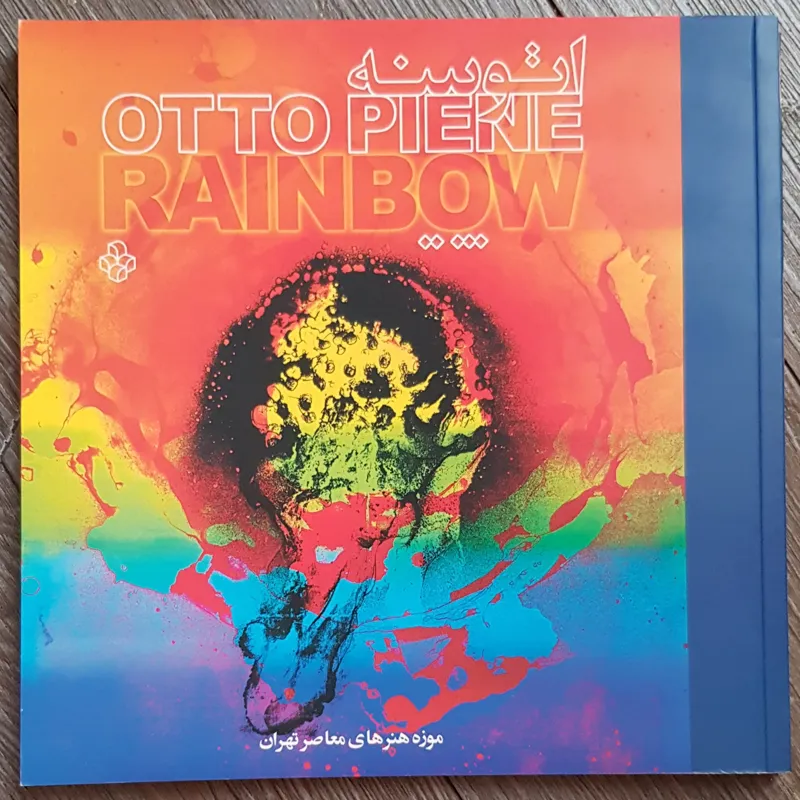 اتو پینه
OTTO PIENE
RAINBOW
موزه هنرهای معاصر تهران